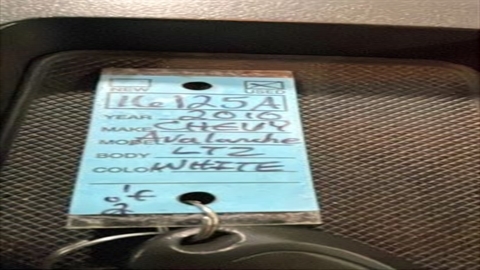 NEW USED
16125A
YEAR 2010
MAKE CHEVY
MODEL Avalanche
BODY LTZ
COLOR WHITE